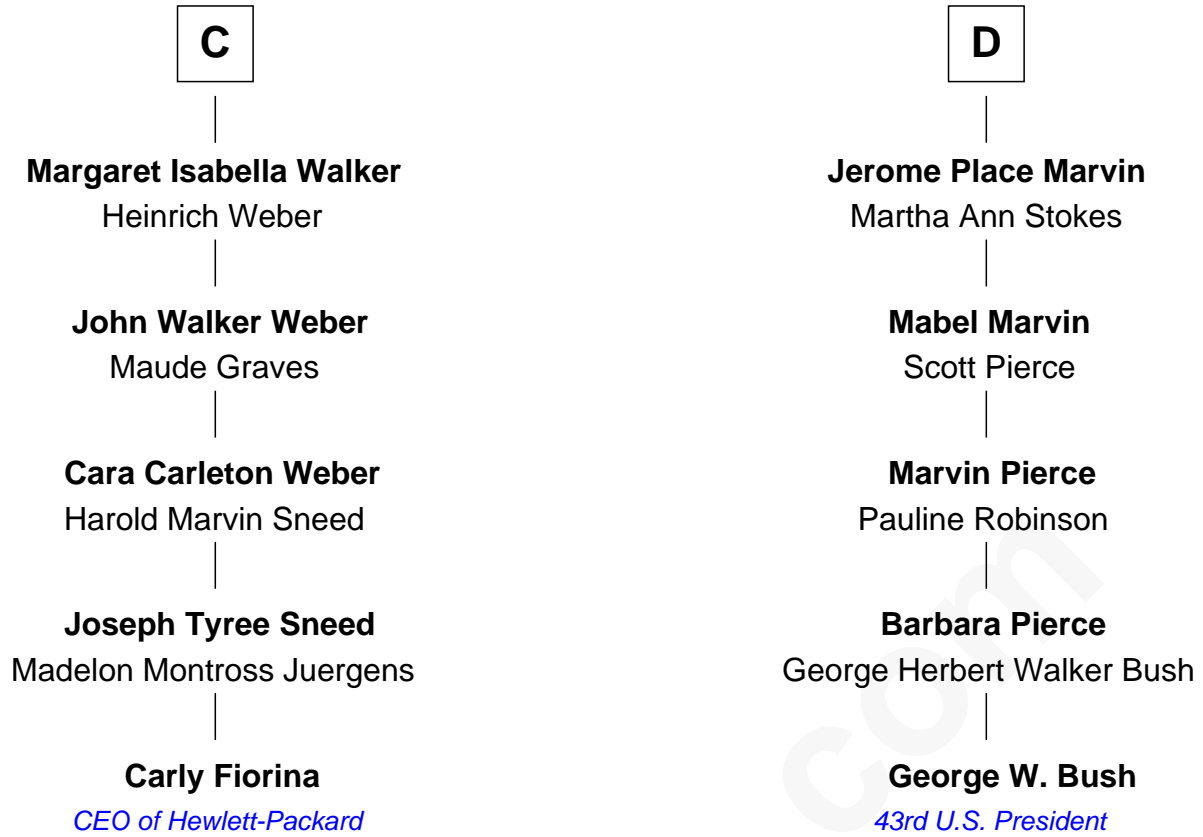 C
Margaret Isabella Walker
Heinrich Weber
John Walker Weber
Maude Graves
Cara Carleton Weber
Harold Marvin Sneed
Joseph Tyree Sneed
Madelon Montross Juergens
Carly Fiorina
CEO of Hewlett-Packard
D
Jerome Place Marvin
Martha Ann Stokes
Mabel Marvin
Scott Pierce
Marvin Pierce
Pauline Robinson
Barbara Pierce
George Herbert Walker Bush
George W. Bush
43rd U.S. President
com